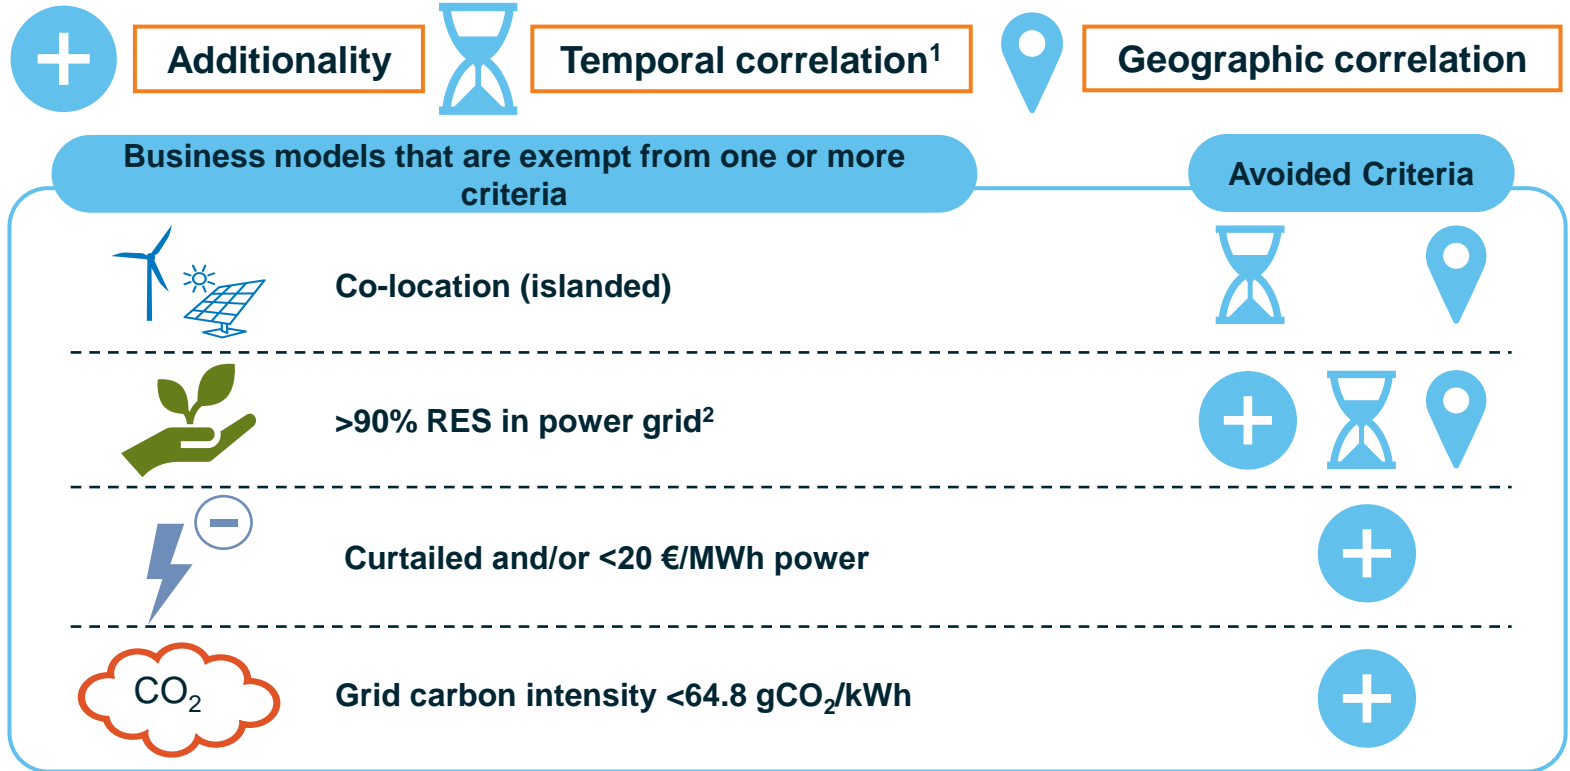 Additionality
Temporal correlation¹
Geographic correlation
Business models that are exempt from one or more
criteria
Avoided Criteria
Co-location (islanded)
>90% RES in power grid²
Curtailed and/or <20 €/MWh power
CO₂
Grid carbon intensity <64.8 gCO₂/kWh